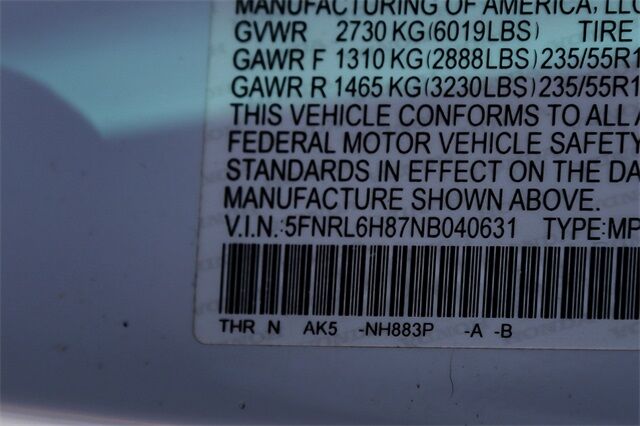 MANUFACTURING OF AMERICA, LLC
GVWR 2730 KG(6019LBS) TIRE
GAWR F 1310 KG(2888LBS) 235/55R1
GAWR R 1465 KG(3230LBS) 235/55R1
THIS VEHICLE CONFORMS TO ALL A
FEDERAL MOTOR VEHICLE SAFETY
STANDARDS IN EFFECT ON THE DA
MANUFACTURE SHOWN ABOVE.
V.I.N.:5FNRL6H87NB040631 TYPE:MP
THR N AK5 -NH883P -A -B